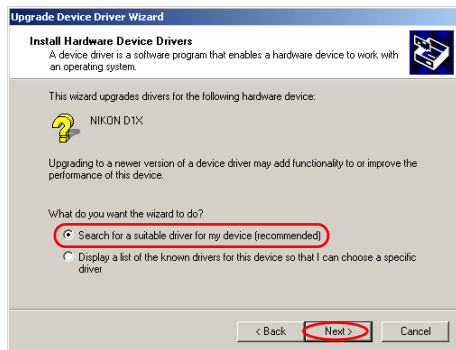 Upgrade Device Driver Wizard
Install Hardware Device Drivers
A device driver is a software program that enables a hardware device to work with
an operating system.
This wizard upgrades drivers for the following hardware device:
NIKON D1X
Upgrading to a newer version of a device driver may add functionality to or improve the
performance of this device.
What do you want the wizard to do?
Search for a suitable driver for my device (recommended)
Display a list of the known drivers for this device so that I can choose a specific
driver
< Back Next > Cancel